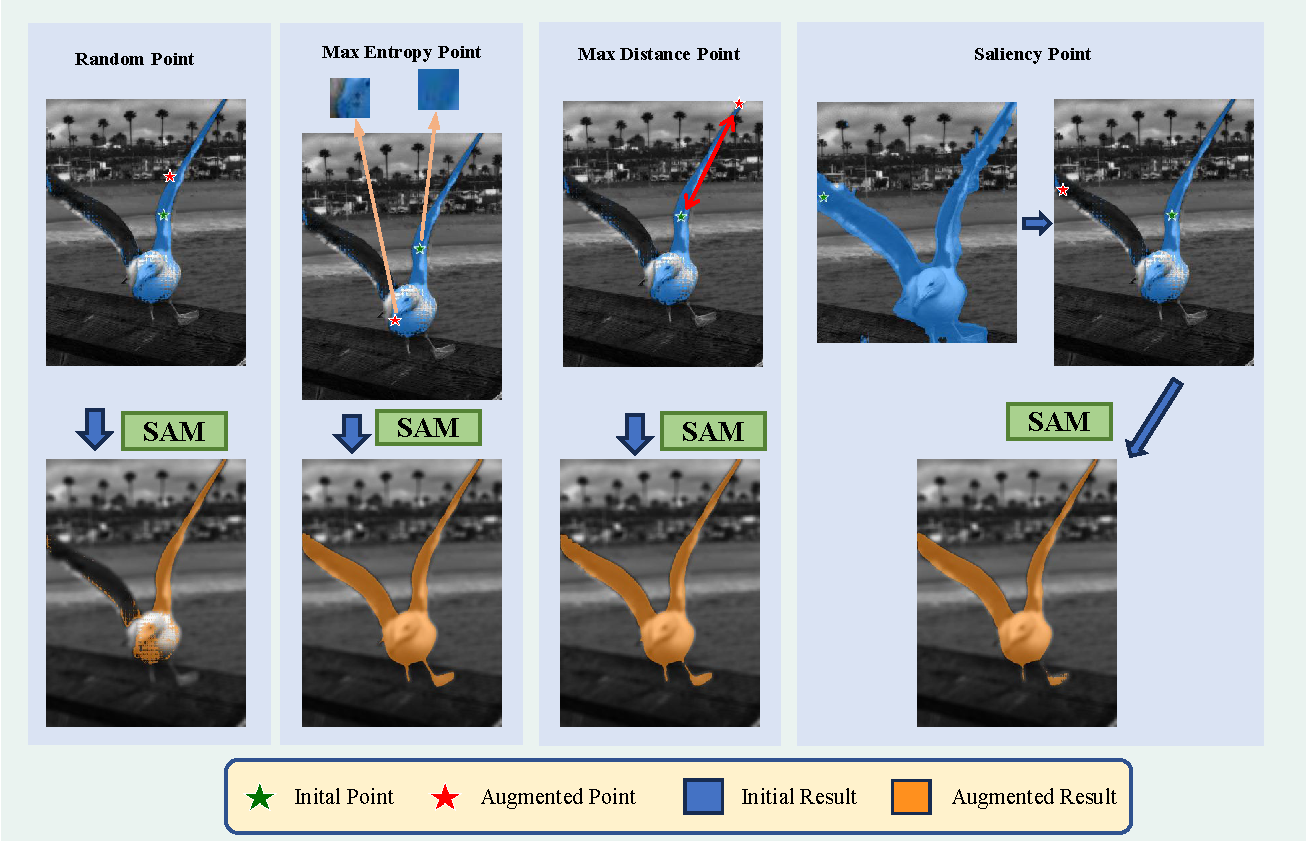 Random Point
Max Entropy Point
Max Distance Point
Saliency Point
SAM
SAM
SAM
SAM
Inital Point
Augmented Point
Initial Result
Augmented Result